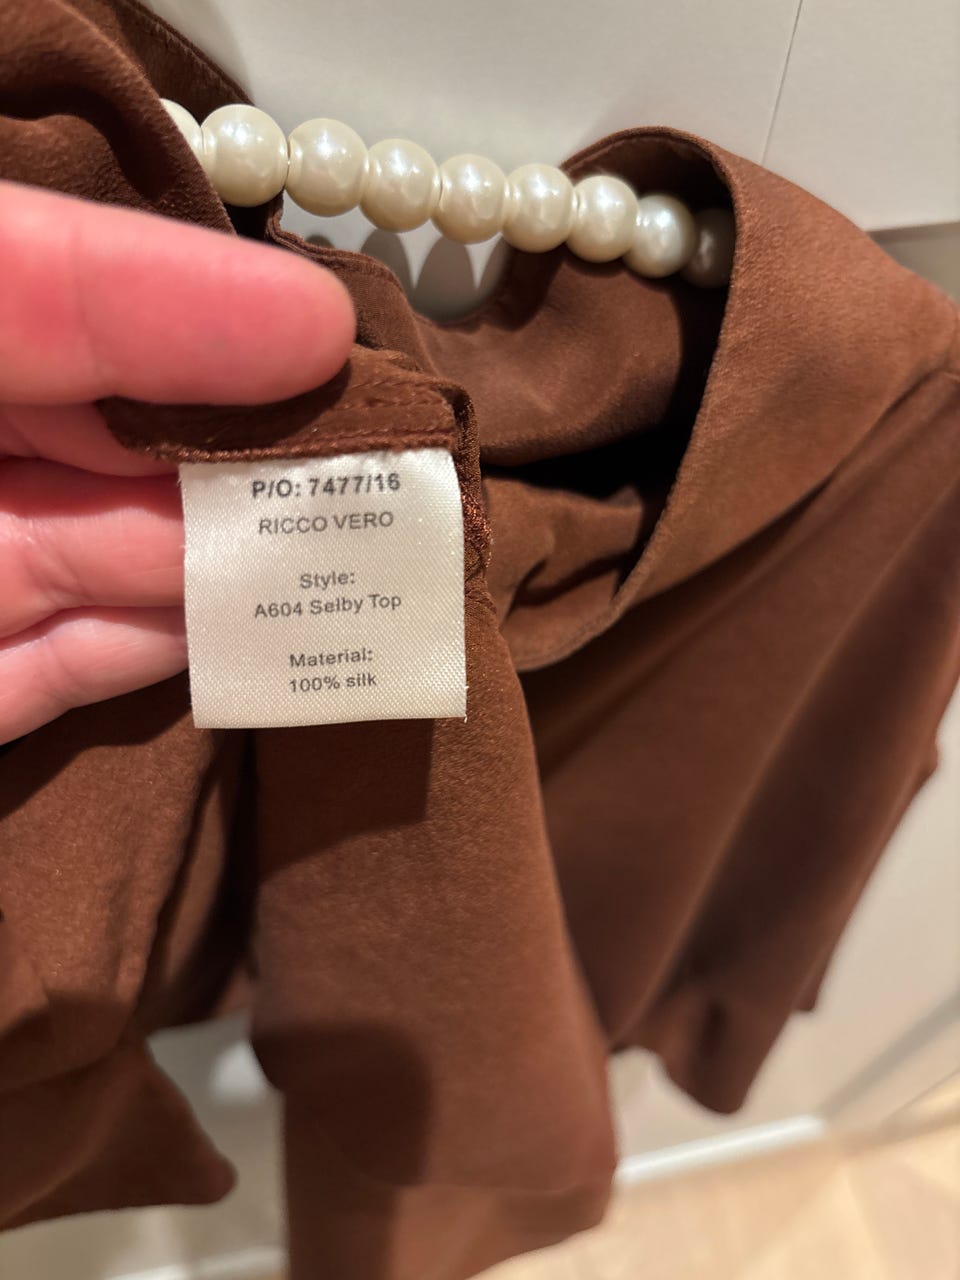 P/O: 7477/16
RICCO VERO
Style:
A604 Selby Top
Material:
100% silk